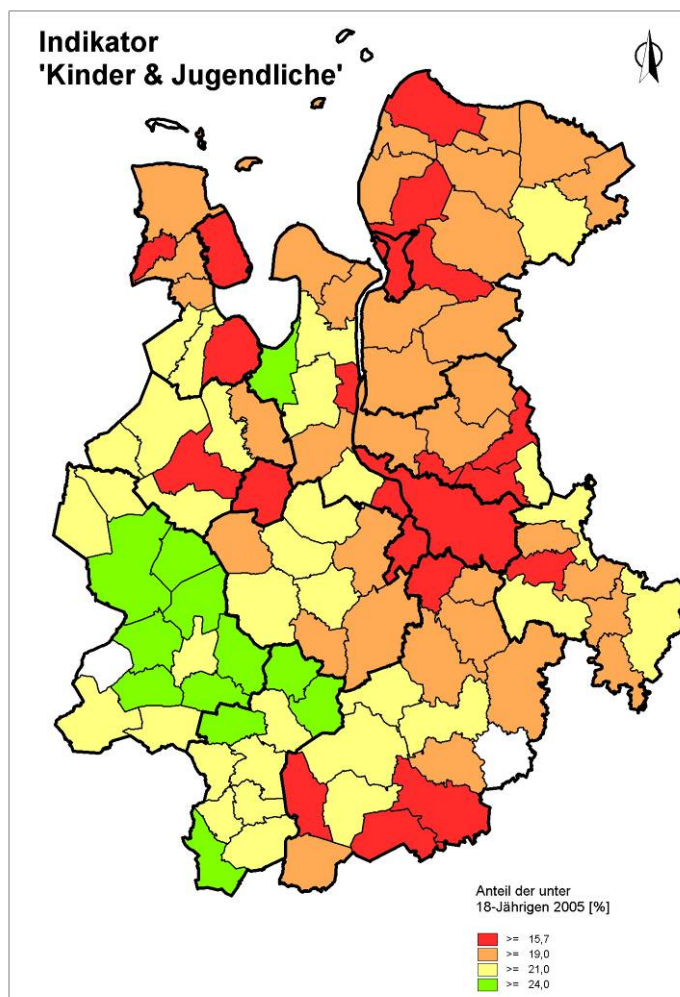 Indikator
'Kinder & Jugendliche'
Anteil der unter
18-Jährigen 2005 [%]
>= 15,7
>= 19,0
>= 21,0
>= 24,0